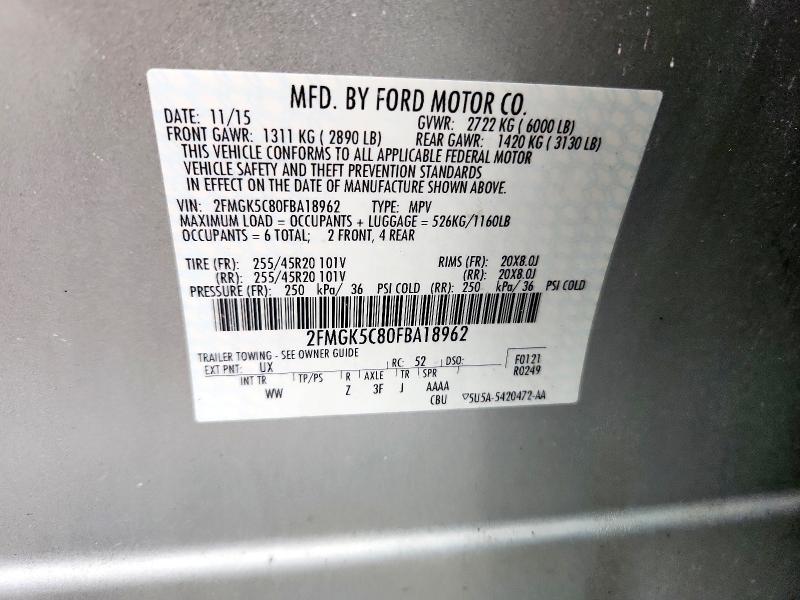 MFD. BY FORD MOTOR CO.
DATE: 11/15 GVWR: 2722 KG ( 6000 LB)
FRONT GAWR: 1311 KG ( 2890 LB) REAR GAWR: 1420 KG ( 3130 LB)
THIS VEHICLE CONFORMS TO ALL APPLICABLE FEDERAL MOTOR
VEHICLE SAFETY AND THEFT PREVENTION STANDARDS
IN EFFECT ON THE DATE OF MANUFACTURE SHOWN ABOVE.
VIN: 2FMGK5C80FBA18962 TYPE: MPV
MAXIMUM LOAD = OCCUPANTS + LUGGAGE = 526KG/1160LB
OCCUPANTS = 6 TOTAL; 2 FRONT, 4 REAR
TIRE (FR): 255/45R20 101V RIMS (FR): 20X8.0J
(RR): 255/45R20 101V (RR): 20X8.0J
PRESSURE (FR): 250 kPa/ 36 PSI COLD (RR): 250 kPa/ 36 PSI COLD
2FMGK5C80FBA18962
TRAILER TOWING - SEE OWNER GUIDE
EXT PNT: UX RC: 52 DSO: F0121
R0249
INT TR TP/PS R AXLE TR SPR
WW Z 3F J AAAA
CBU ▽5U5A-5420472-AA